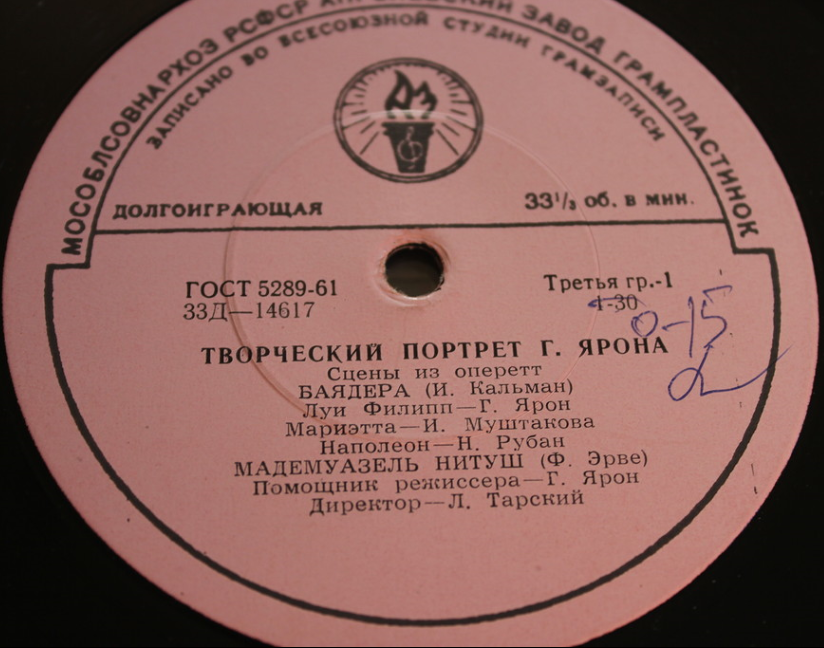 МОСОБЛСОВНАРХОЗ РСФСР АПРЕЛЕВСКИЙ ЗАВОД ГРАМПЛАСТИНОК
ЗАПИСАНО ВО ВСЕСОЮЗНОЙ СТУДИИ ГРАМЗАПИСИ
ДОЛГОИГРАЮЩАЯ 33⅓ об. в мин.
ГОСТ 5289-61 Третья гр.-1
33Д—14617 1-30
0-15
ТВОРЧЕСКИЙ ПОРТРЕТ Г. ЯРОНА
Сцены из оперетт
БАЯДЕРА (И. Кальман)
Луи Филипп—Г. Ярон
Мариэтта—И. Муштакова
Наполеон—Н. Рубан
МАДЕМУАЗЕЛЬ НИТУШ (Ф. Эрве)
Помощник режиссера—Г. Ярон
Директор—Л. Тарский